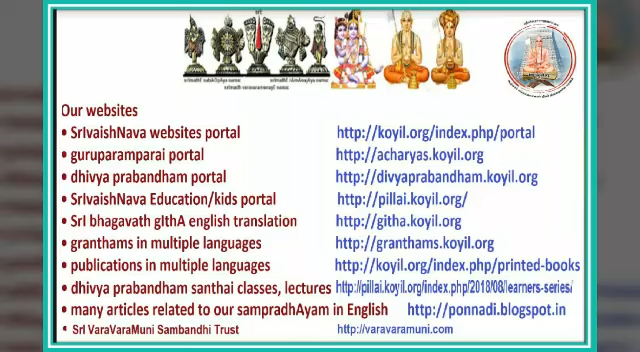 Our websites
• SrIvaishNava websites portal http://koyil.org/index.php/portal
• guruparamparai portal http://acharyas.koyil.org
• dhivya prabandham portal http://divyaprabandham.koyil.org
• SrIvaishNava Education/kids portal http://pillai.koyil.org/
• SrI bhagavath gIthA english translation http://githa.koyil.org
• granthams in multiple languages http://granthams.koyil.org
• publications in multiple languages http://koyil.org/index.php/printed-books
• dhivya prabandham santhai classes, lectures http://pillai.koyil.org/index.php/2018/08/learners-series/
• many articles related to our sampradhAyam in English http://ponnadi.blogspot.in
• SrI VaraVaraMuni Sambandhi Trust http://varavaramuni.com